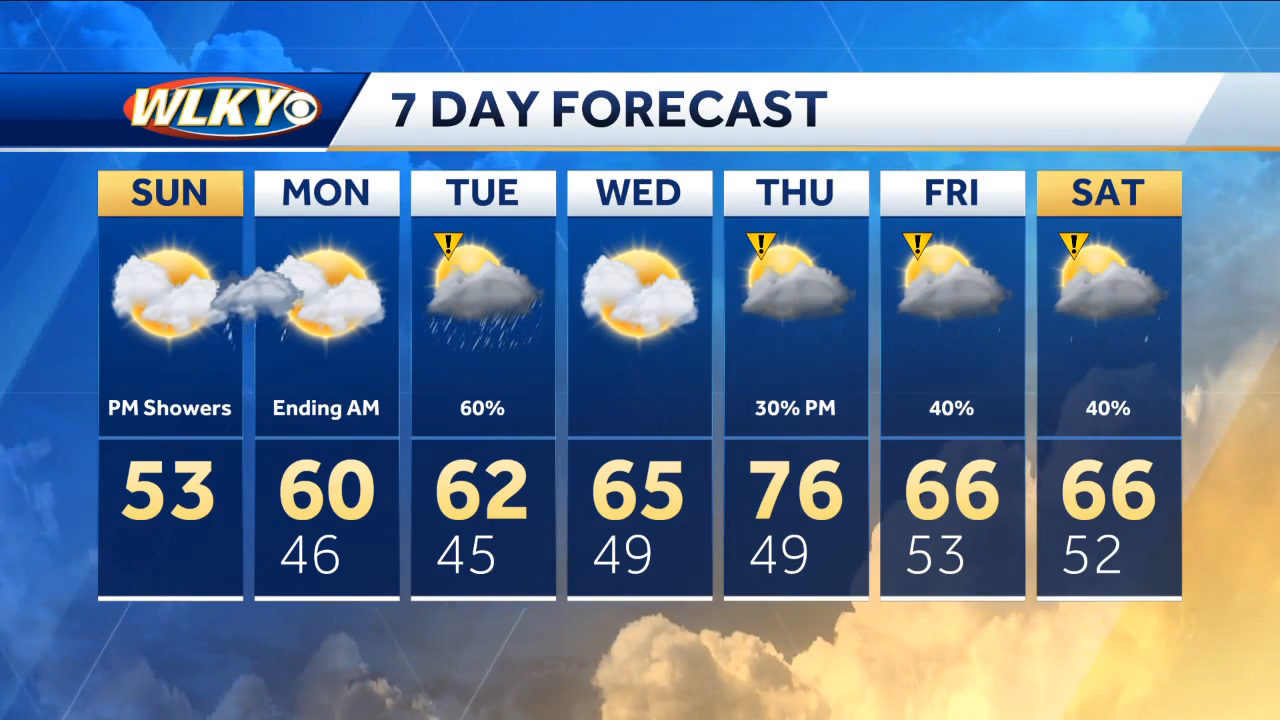 WLKY
7 DAY FORECAST
SUN MON TUE WED THU FRI SAT
! ! ! !
PM Showers Ending AM 60% 30% PM 40% 40%
53 60 62 65 76 66 66
46 45 49 49 53 52